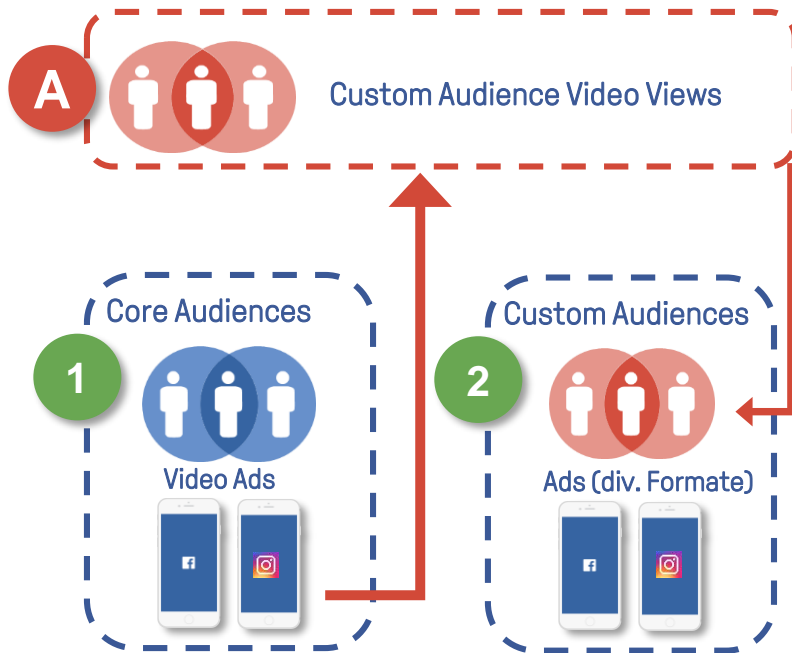 A
Custom Audience Video Views
Core Audiences
1
Video Ads
Custom Audiences
2
Ads (div. Formate)